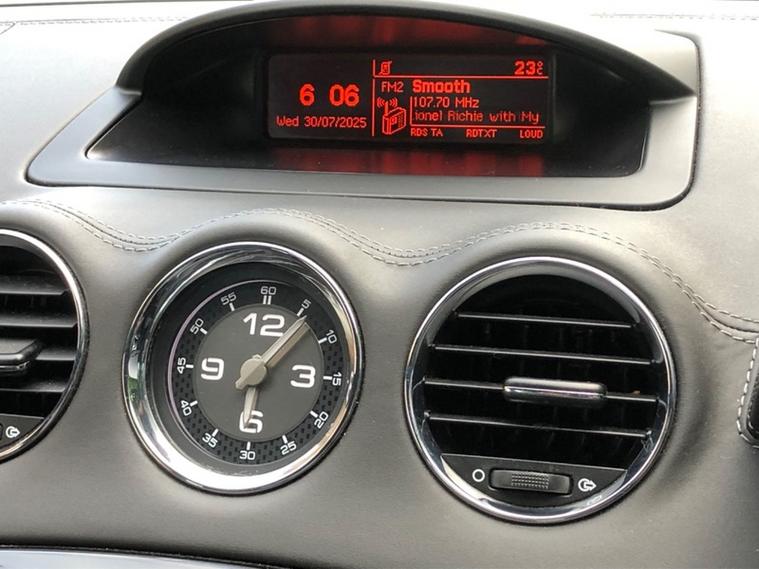 23°C
6 06
FM2 Smooth
107.70 MHz
Wed 30/07/2025
ionel Richie with My
RDS TA RDTXT LOUD
60
55 5
50 12 10
45 9 3 15
40 6 20
35 25
30